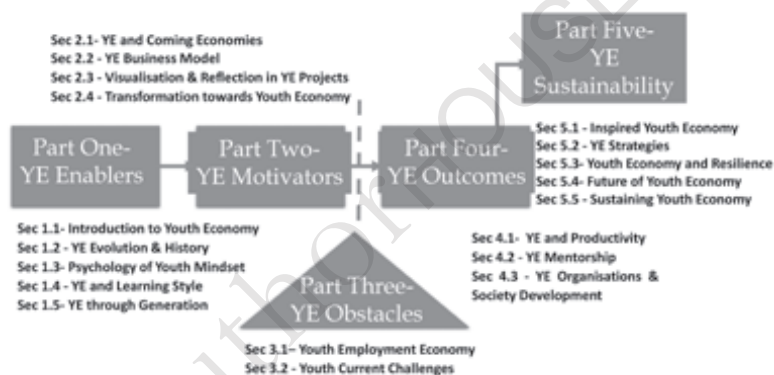 Sec 2.1- YE and Coming Economies
Sec 2.2 - YE Business Model
Sec 2.3 - Visualisation & Reflection in YE Projects
Sec 2.4 - Transformation towards Youth Economy
Part Five-
YE
Sustainability
Part One-
YE Enablers
Part Two-
YE Motivators
Part Four-
YE Outcomes
Sec 5.1 - Inspired Youth Economy
Sec 5.2 - YE Strategies
Sec 5.3- Youth Economy and Resilience
Sec 5.4- Future of Youth Economy
Sec 5.5 - Sustaining Youth Economy
Sec 1.1- Introduction to Youth Economy
Sec 1.2 - YE Evolution & History
Sec 1.3- Psychology of Youth Mindset
Sec 1.4 - YE and Learning Style
Sec 1.5- YE through Generation
Part Three-
YE Obstacles
Sec 4.1- YE and Productivity
Sec 4.2 - YE Mentorship
Sec 4.3 - YE Organisations &
Society Development
Sec 3.1– Youth Employment Economy
Sec 3.2 - Youth Current Challenges